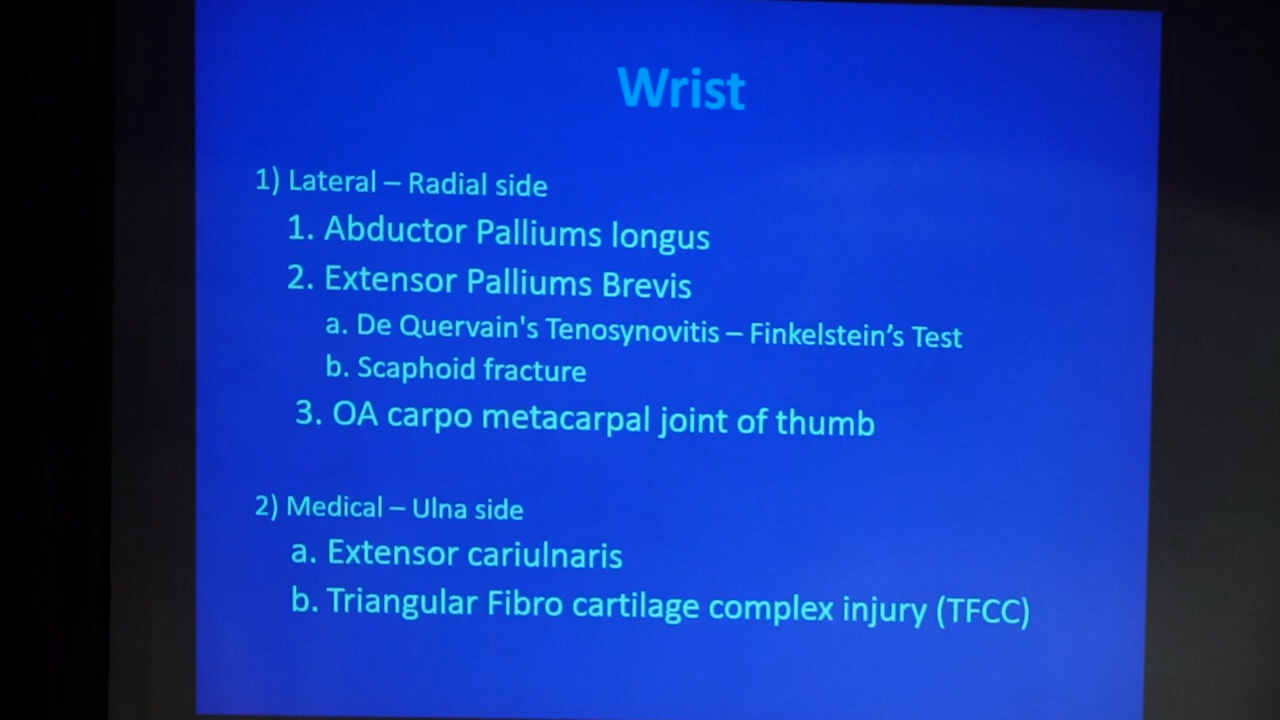 Wrist
1) Lateral – Radial side
1. Abductor Palliums longus
2. Extensor Palliums Brevis
a. De Quervain's Tenosynovitis – Finkelstein’s Test
b. Scaphoid fracture
3. OA carpo metacarpal joint of thumb
2) Medical – Ulna side
a. Extensor cariulnaris
b. Triangular Fibro cartilage complex injury (TFCC)